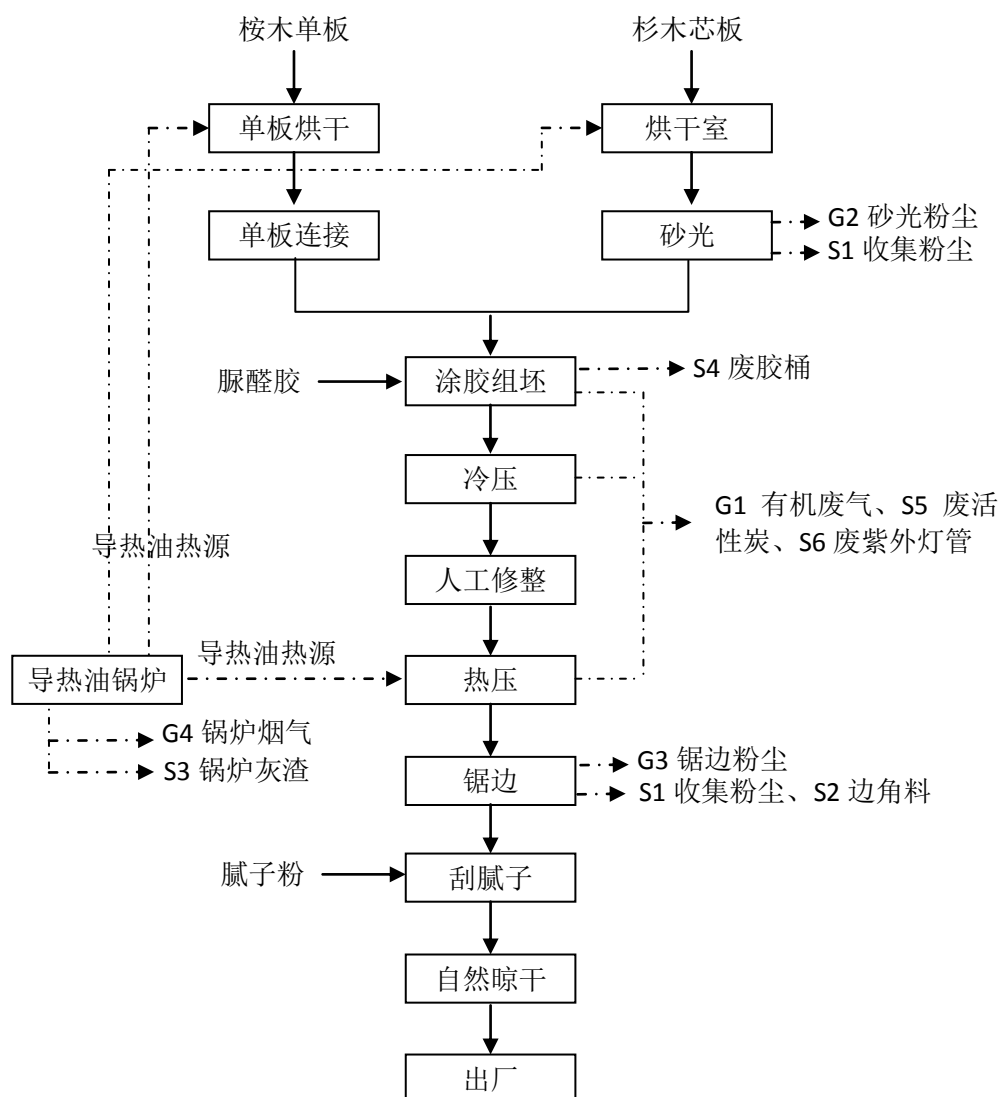 桉木单板
杉木芯板
单板烘干
烘干室
单板连接
砂光
G2 砂光粉尘
S1 收集粉尘
脲醛胶
涂胶组坯
S4 废胶桶
冷压
G1 有机废气、S5 废活
性炭、S6 废紫外灯管
导热油热源
人工修整
导热油锅炉
导热油热源
热压
G4 锅炉烟气
S3 锅炉灰渣
锯边
G3 锯边粉尘
S1 收集粉尘、S2 边角料
腻子粉
刮腻子
自然晾干
出厂